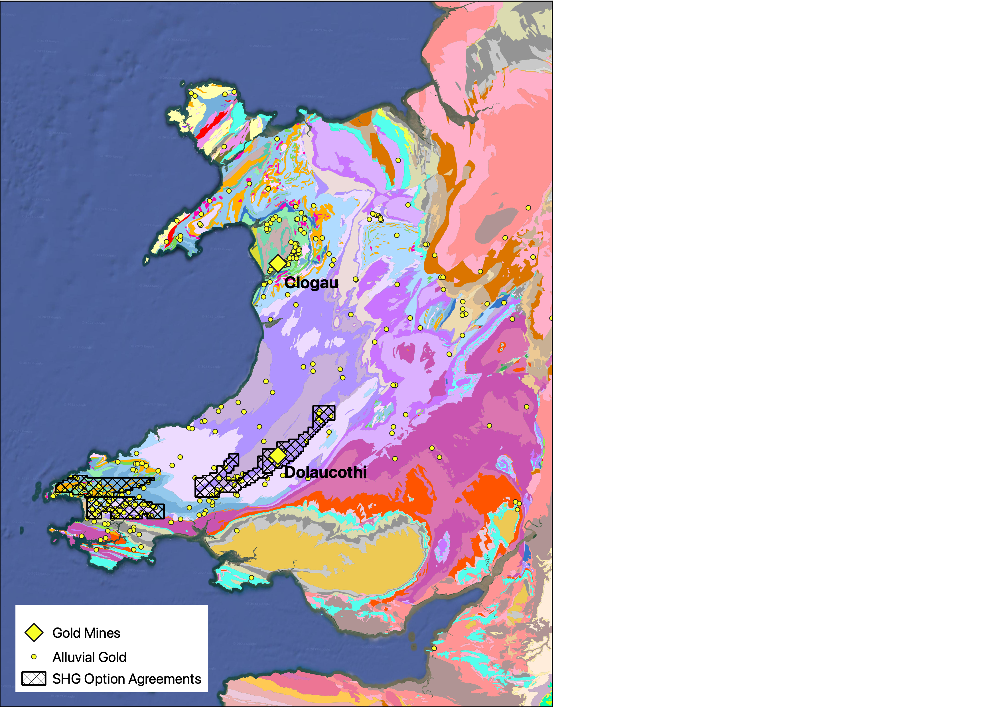 Clogau
Dolaucothi
Gold Mines
Alluvial Gold
SHG Option Agreements